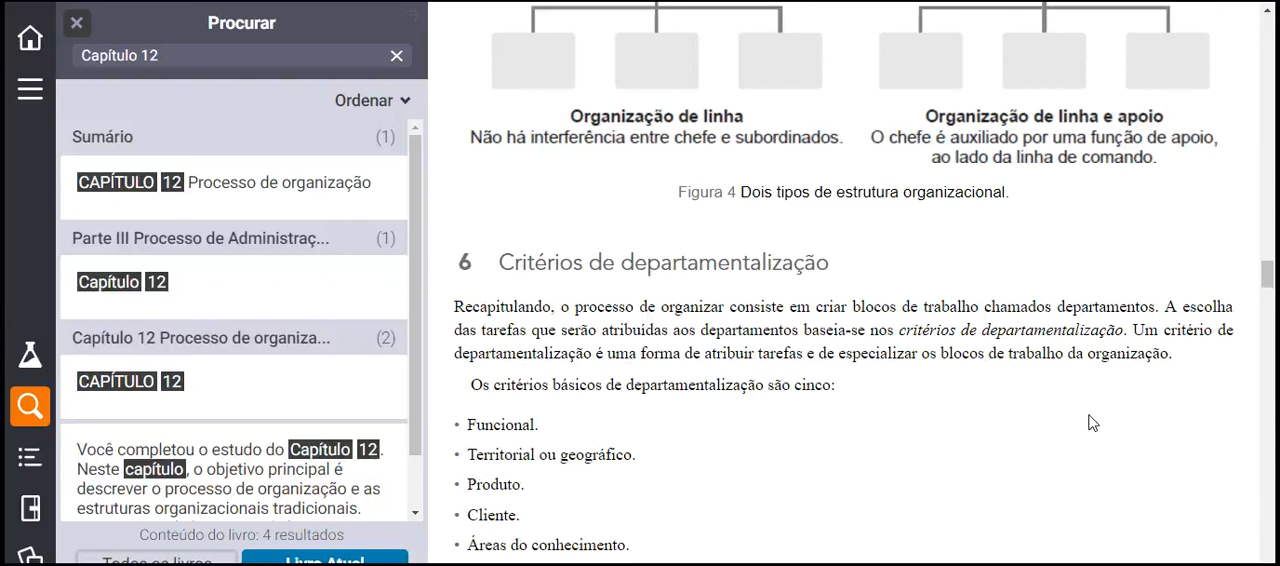 Procurar
Capítulo 12
Ordenar
Sumário (1)
CAPÍTULO 12 Processo de organização
Parte III Processo de Administraç... (1)
Capítulo 12
Capítulo 12 Processo de organiza... (2)
CAPÍTULO 12
Você completou o estudo do Capítulo 12.
Neste capítulo, o objetivo principal é
descrever o processo de organização e as
estruturas organizacionais tradicionais.
Conteúdo do livro: 4 resultados
Todos os livros Livro Atual
Organização de linha
Não há interferência entre chefe e subordinados.
Organização de linha e apoio
O chefe é auxiliado por uma função de apoio,
ao lado da linha de comando.
Figura 4 Dois tipos de estrutura organizacional.
6 Critérios de departamentalização
Recapitulando, o processo de organizar consiste em criar blocos de trabalho chamados departamentos. A escolha
das tarefas que serão atribuídas aos departamentos baseia-se nos critérios de departamentalização. Um critério de
departamentalização é uma forma de atribuir tarefas e de especializar os blocos de trabalho da organização.
Os critérios básicos de departamentalização são cinco:
• Funcional.
• Territorial ou geográfico.
• Produto.
• Cliente.
• Áreas do conhecimento.